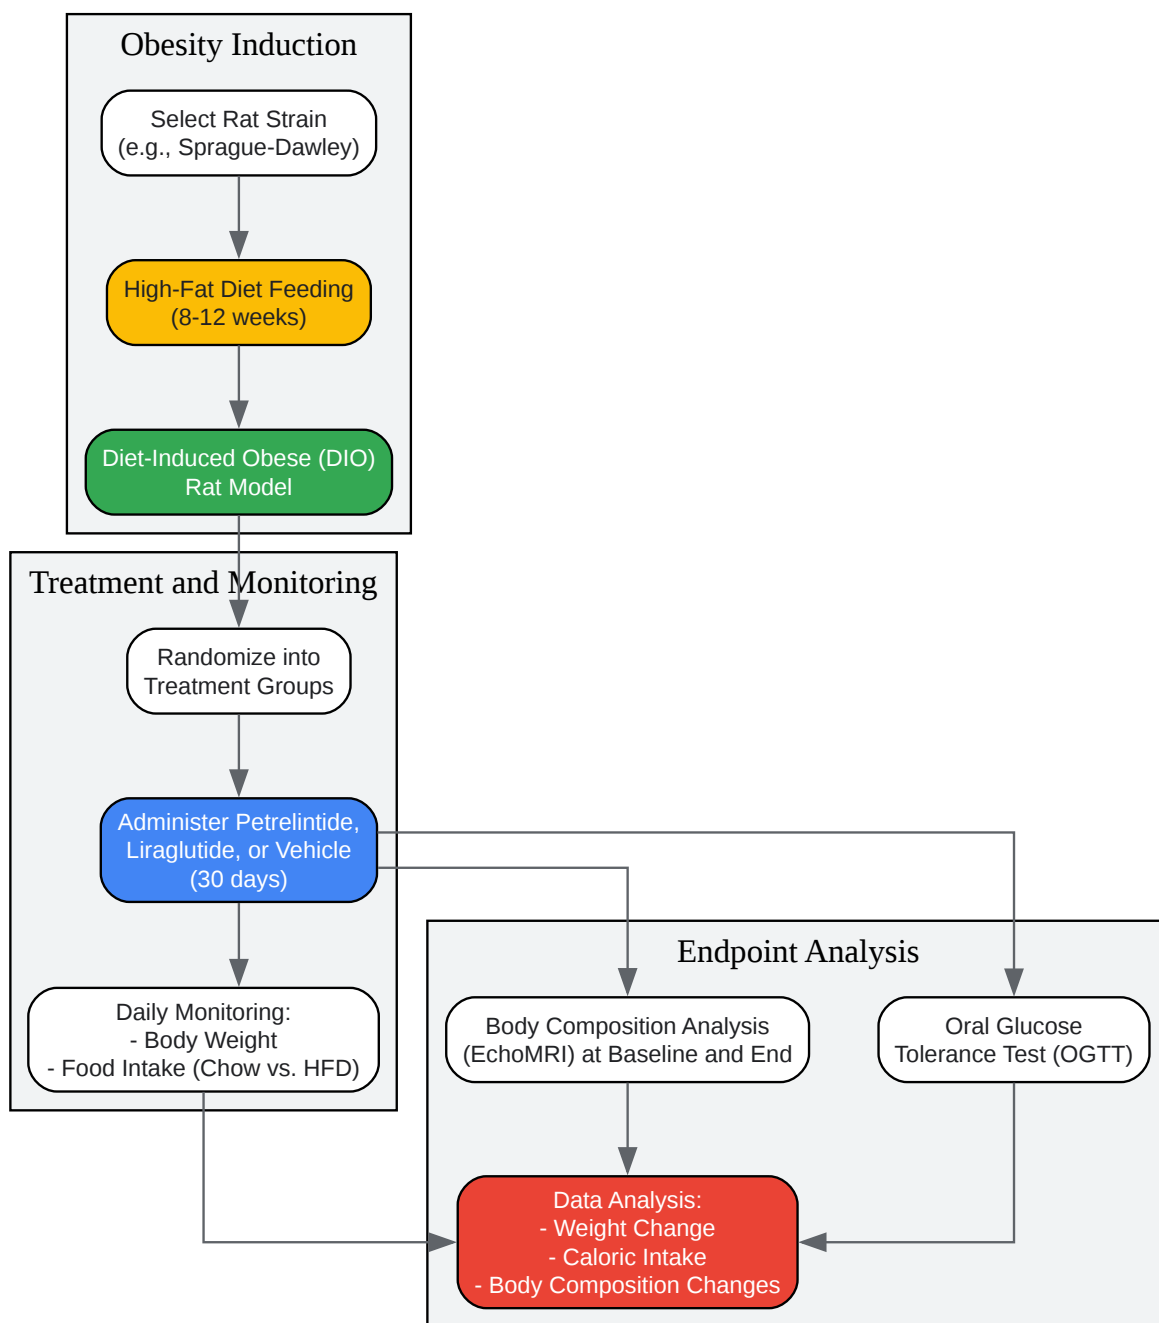 Obesity Induction
Select Rat Strain
(e.g., Sprague-Dawley)
High-Fat Diet Feeding
(8-12 weeks)
Diet-Induced Obese (DIO)
Rat Model
Treatment and Monitoring
Randomize into
Treatment Groups
Administer Petrelintide,
Liraglutide, or Vehicle
(30 days)
Daily Monitoring:
- Body Weight
- Food Intake (Chow vs. HFD)
Endpoint Analysis
Body Composition Analysis
(EchoMRI) at Baseline and End
Oral Glucose
Tolerance Test (OGTT)
Data Analysis:
- Weight Change
- Caloric Intake
- Body Composition Changes